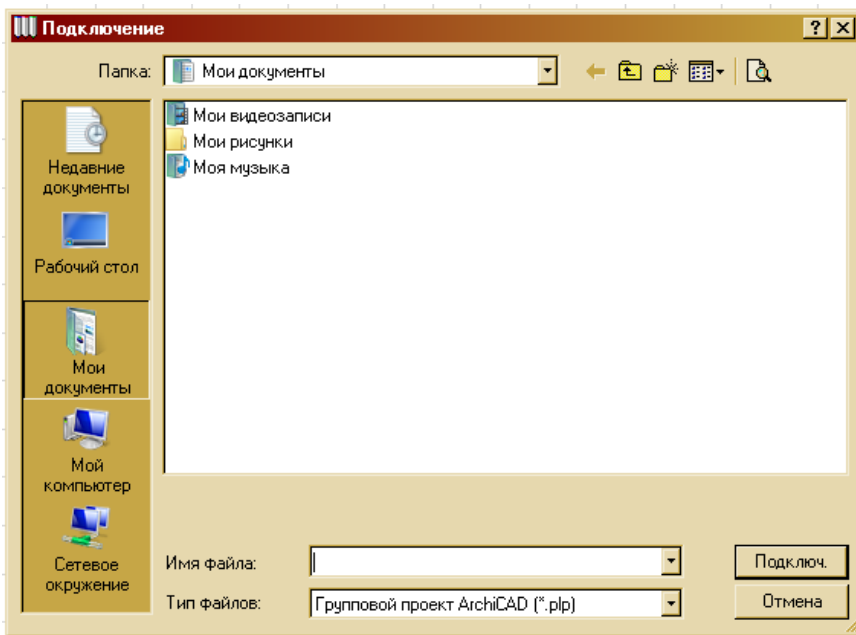 Подключение
Папка: Мои документы
Мои видеозаписи
Мои рисунки
Моя музыка
Недавние
документы
Рабочий стол
Мои
документы
Мой
компьютер
Сетевое
окружение
Имя файла:
Подключ.
Тип файлов: Групповой проект ArchiCAD (*.plp)
Отмена